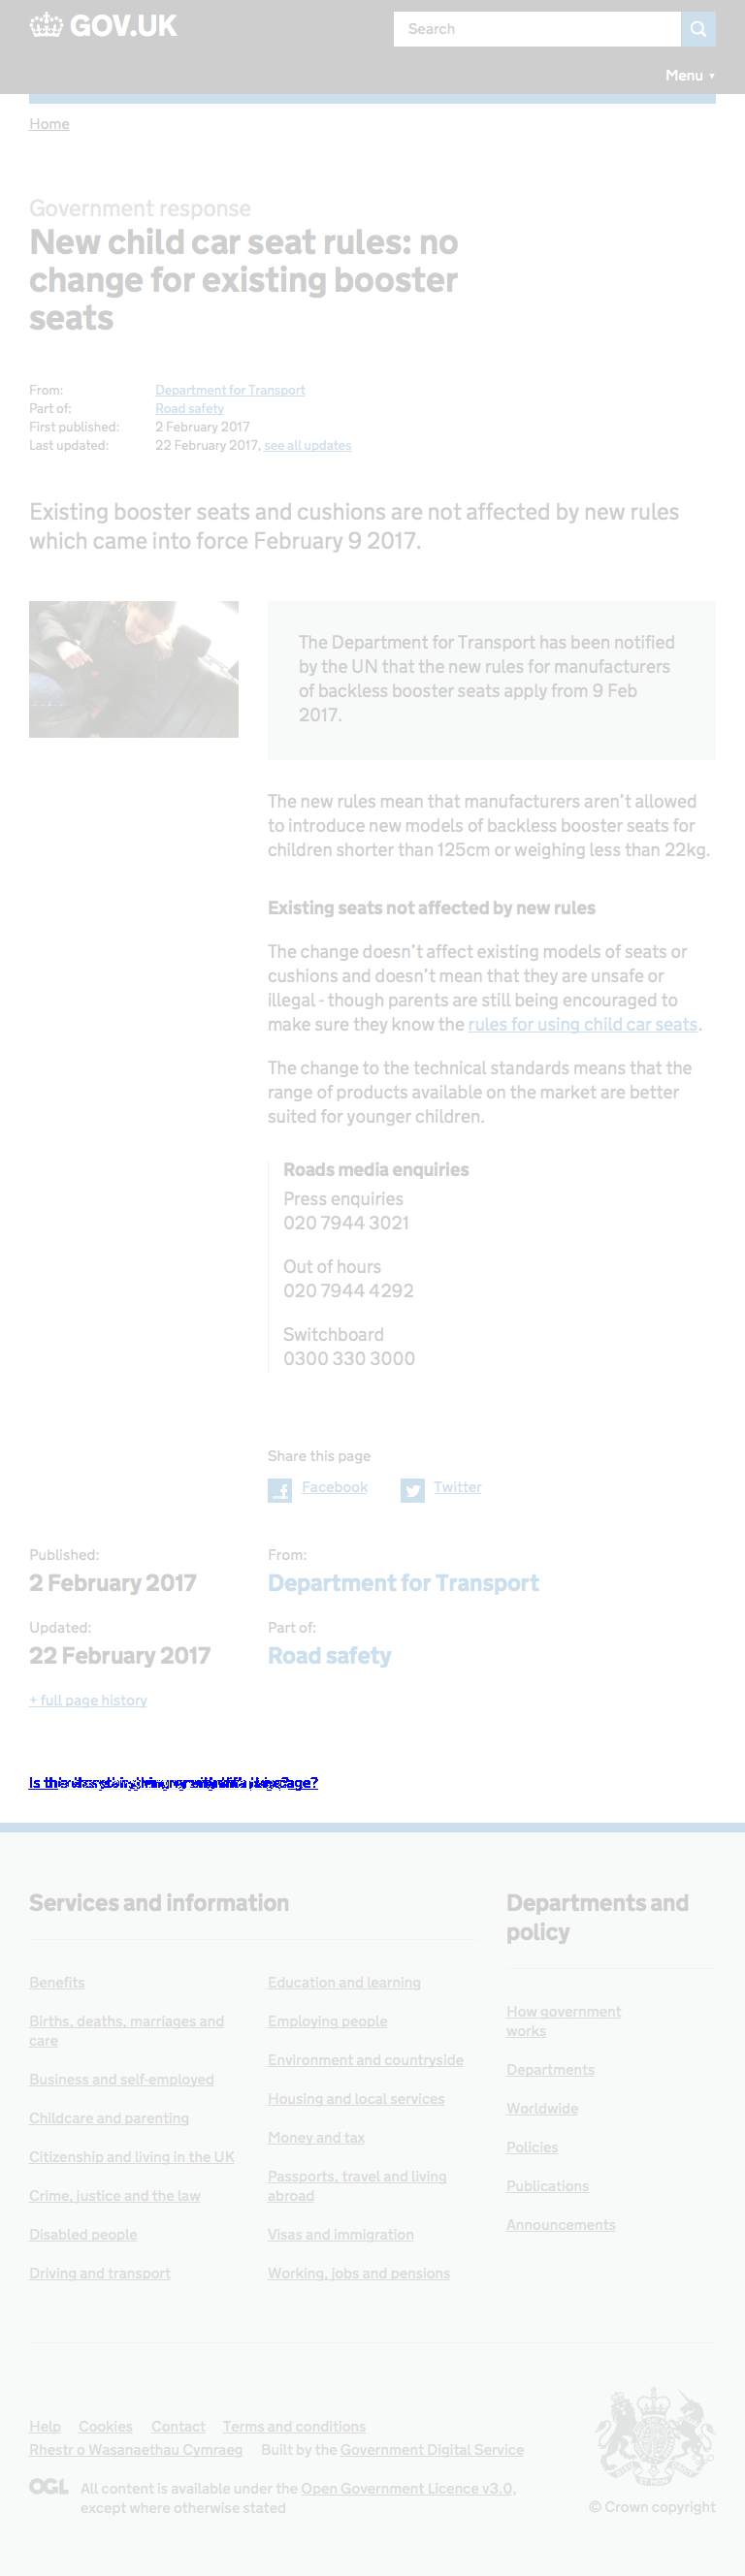 GOV.UK
Search
Menu ▼
Home
Government response
New child car seat rules: no
change for existing booster
seats
From: Department for Transport
Part of: Road safety
First published: 2 February 2017
Last updated: 22 February 2017, see all updates
Existing booster seats and cushions are not affected by new rules
which came into force February 9 2017.
The Department for Transport has been notified
by the UN that the new rules for manufacturers
of backless booster seats apply from 9 Feb
2017.
The new rules mean that manufacturers aren't allowed
to introduce new models of backless booster seats for
children shorter than 125cm or weighing less than 22kg.
Existing seats not affected by new rules
The change doesn't affect existing models of seats or
cushions and doesn't mean that they are unsafe or
illegal - though parents are still being encouraged to
make sure they know the rules for using child car seats.
The change to the technical standards means that the
range of products available on the market are better
suited for younger children.
Roads media enquiries
Press enquiries
020 7944 3021
Out of hours
020 7944 4292
Switchboard
0300 330 3000
Share this page
Facebook Twitter
Published: From:
2 February 2017 Department for Transport
Updated: Part of:
22 February 2017 Road safety
+ full page history
Is this page?
Services and information
Benefits
Births, deaths, marriages and
care
Business and self-employed
Childcare and parenting
Citizenship and living in the UK
Crime, justice and the law
Disabled people
Driving and transport
Education and learning
Employing people
Environment and countryside
Housing and local services
Money and tax
Passports, travel and living
abroad
Visas and immigration
Working, jobs and pensions
Departments and
policy
How government
works
Departments
Worldwide
Policies
Publications
Announcements
Help Cookies Contact Terms and conditions
Rhestr o Wasanaethau Cymraeg Built by the Government Digital Service
OGL All content is available under the Open Government Licence v3.0,
except where otherwise stated
© Crown copyright